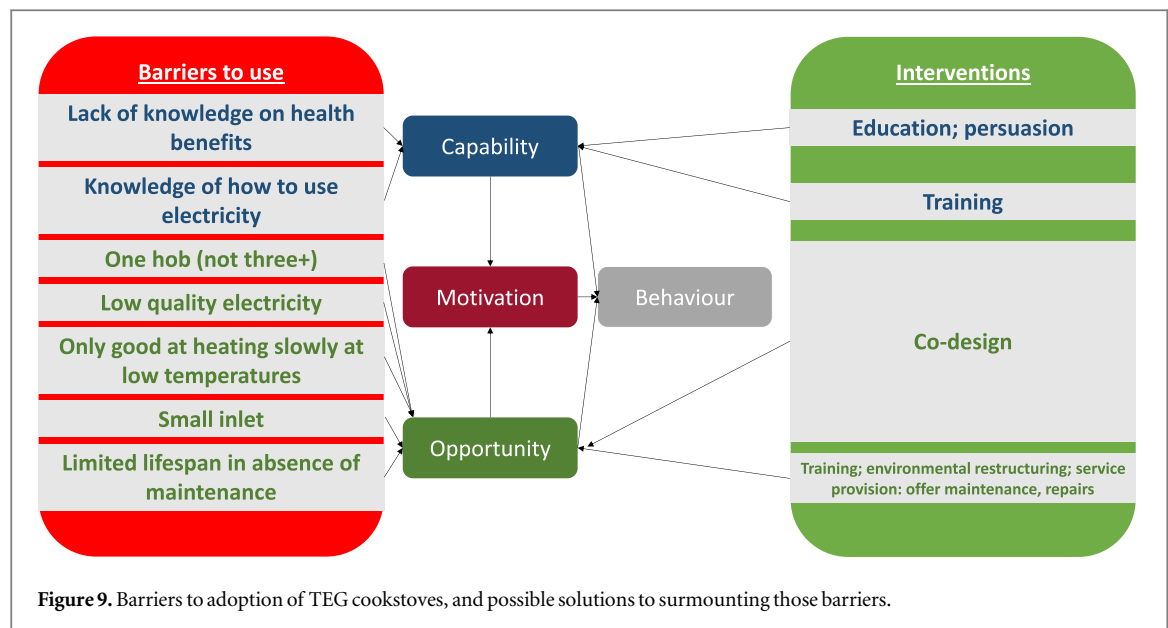 Barriers to use
Lack of knowledge on health
benefits
Knowledge of how to use
electricity
One hob (not three+)
Low quality electricity
Only good at heating slowly at
low temperatures
Small inlet
Limited lifespan in absence of
maintenance
Capability
Motivation
Behaviour
Opportunity
Interventions
Education; persuasion
Training
Co-design
Training; environmental restructuring; service
provision: offer maintenance, repairs
Figure 9. Barriers to adoption of TEG cookstoves, and possible solutions to surmounting those barriers.